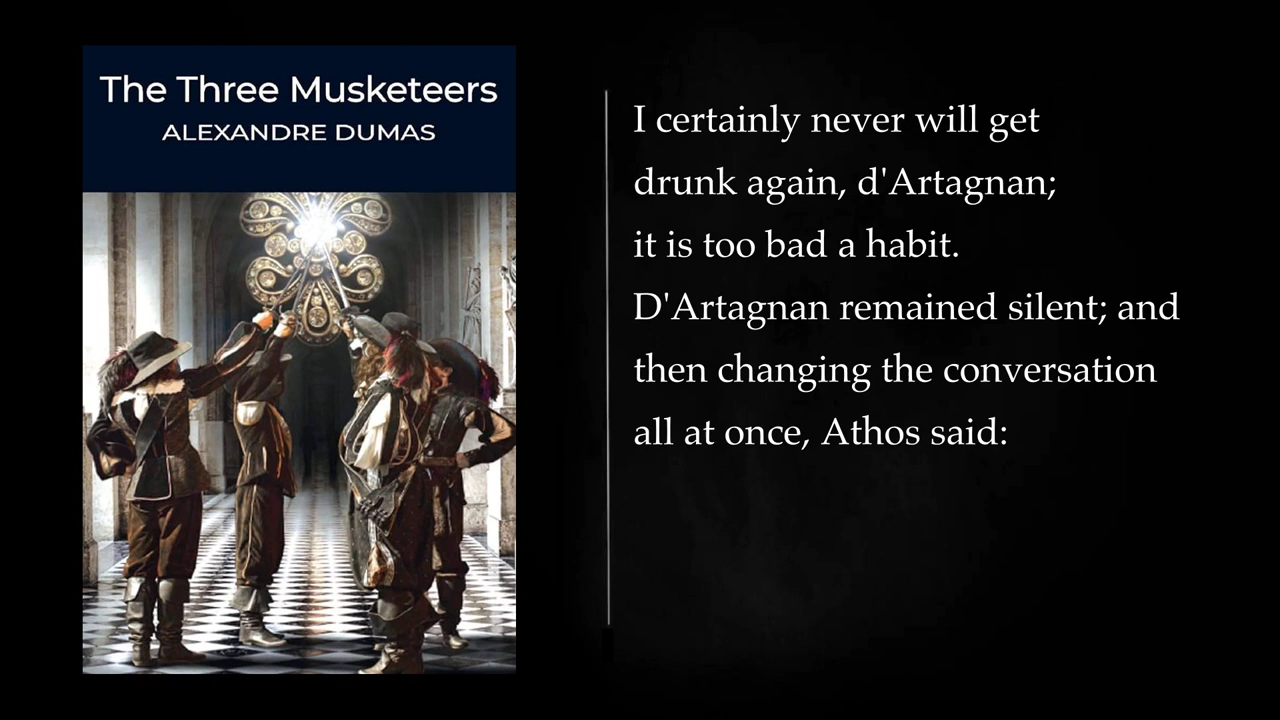 The Three Musketeers
ALEXANDRE DUMAS
I certainly never will get
drunk again, d'Artagnan;
it is too bad a habit.
D'Artagnan remained silent; and
then changing the conversation
all at once, Athos said: